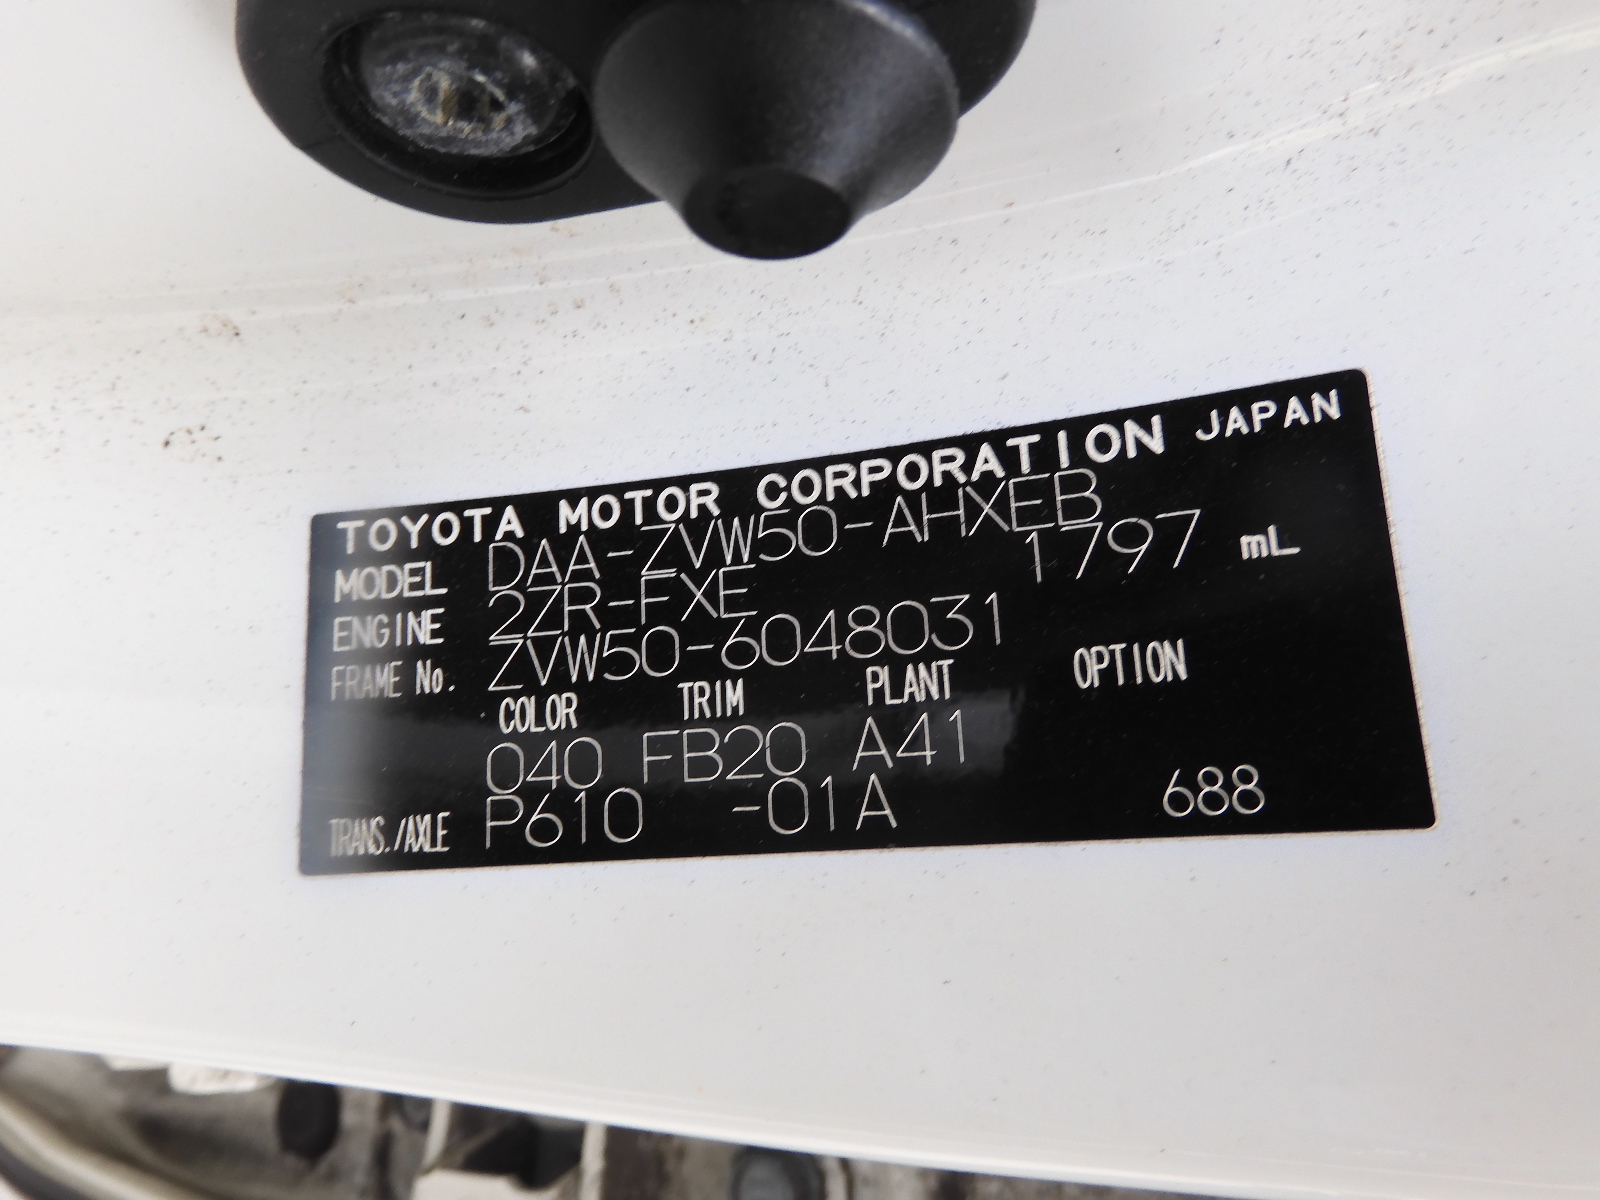 TOYOTA MOTOR CORPORATION JAPAN
MODEL DAA-ZVW50-AHXEB
ENGINE 2ZR-FXE 1797 mL
FRAME No. ZVW50-6048031
COLOR TRIM PLANT OPTION
040 FB20 A41
TRANS./AXLE P610 -01A 688